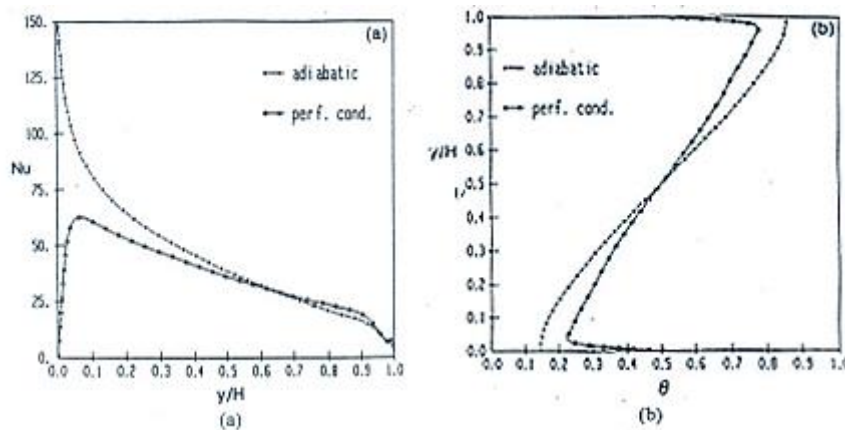 150.
(a)
adiabatic
perf. cond.
125.
100.
Nu
75.
50.
25.
0.
0.0 0.1 0.2 0.3 0.4 0.5 0.6 0.7 0.8 0.9 1.0
y/H
(a)
1.0
(b)
0.9
adiabatic
0.8
perf. cond.
0.7
y/H
0.6
0.5
0.4
0.3
0.2
0.1
0.0
0.0 0.1 0.2 0.3 0.4 0.5 0.6 0.7 0.8 0.9 1.0
θ
(b)